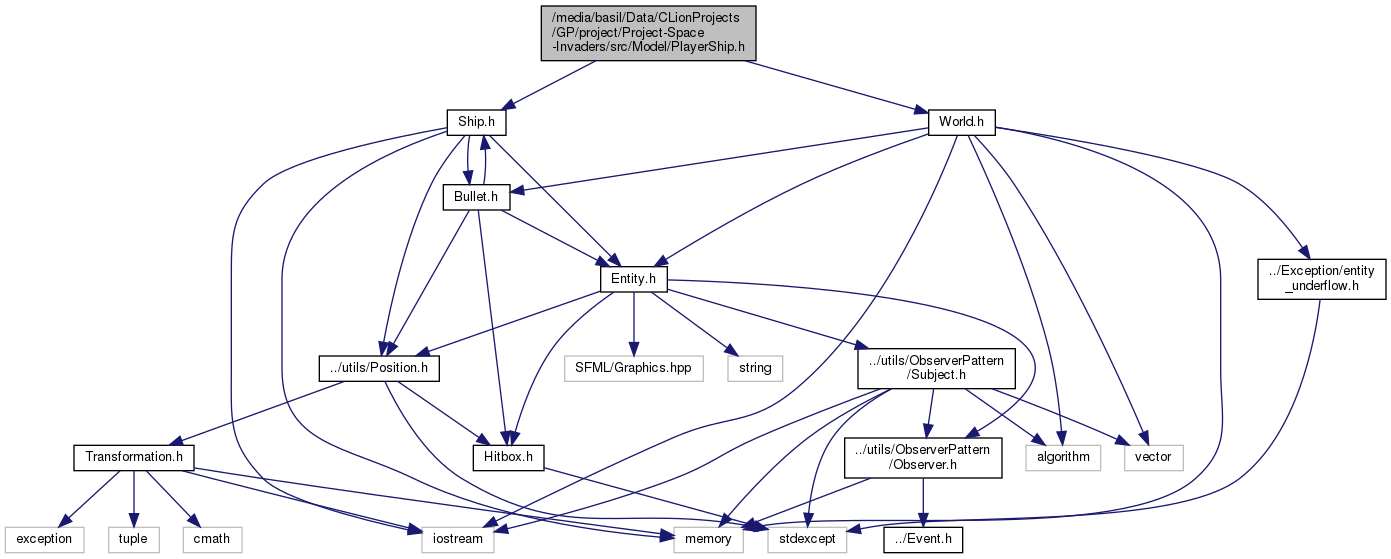 /media/basil/Data/CLionProjects
/GP/project/Project-Space
-Invaders/src/Model/PlayerShip.h
Ship.h
World.h
Bullet.h
Entity.h
../Exception/entity
_underflow.h
../utils/Position.h
SFML/Graphics.hpp
string
../utils/ObserverPattern
/Subject.h
Transformation.h
Hitbox.h
../utils/ObserverPattern
/Observer.h
algorithm
vector
exception
tuple
cmath
iostream
memory
stdexcept
../Event.h